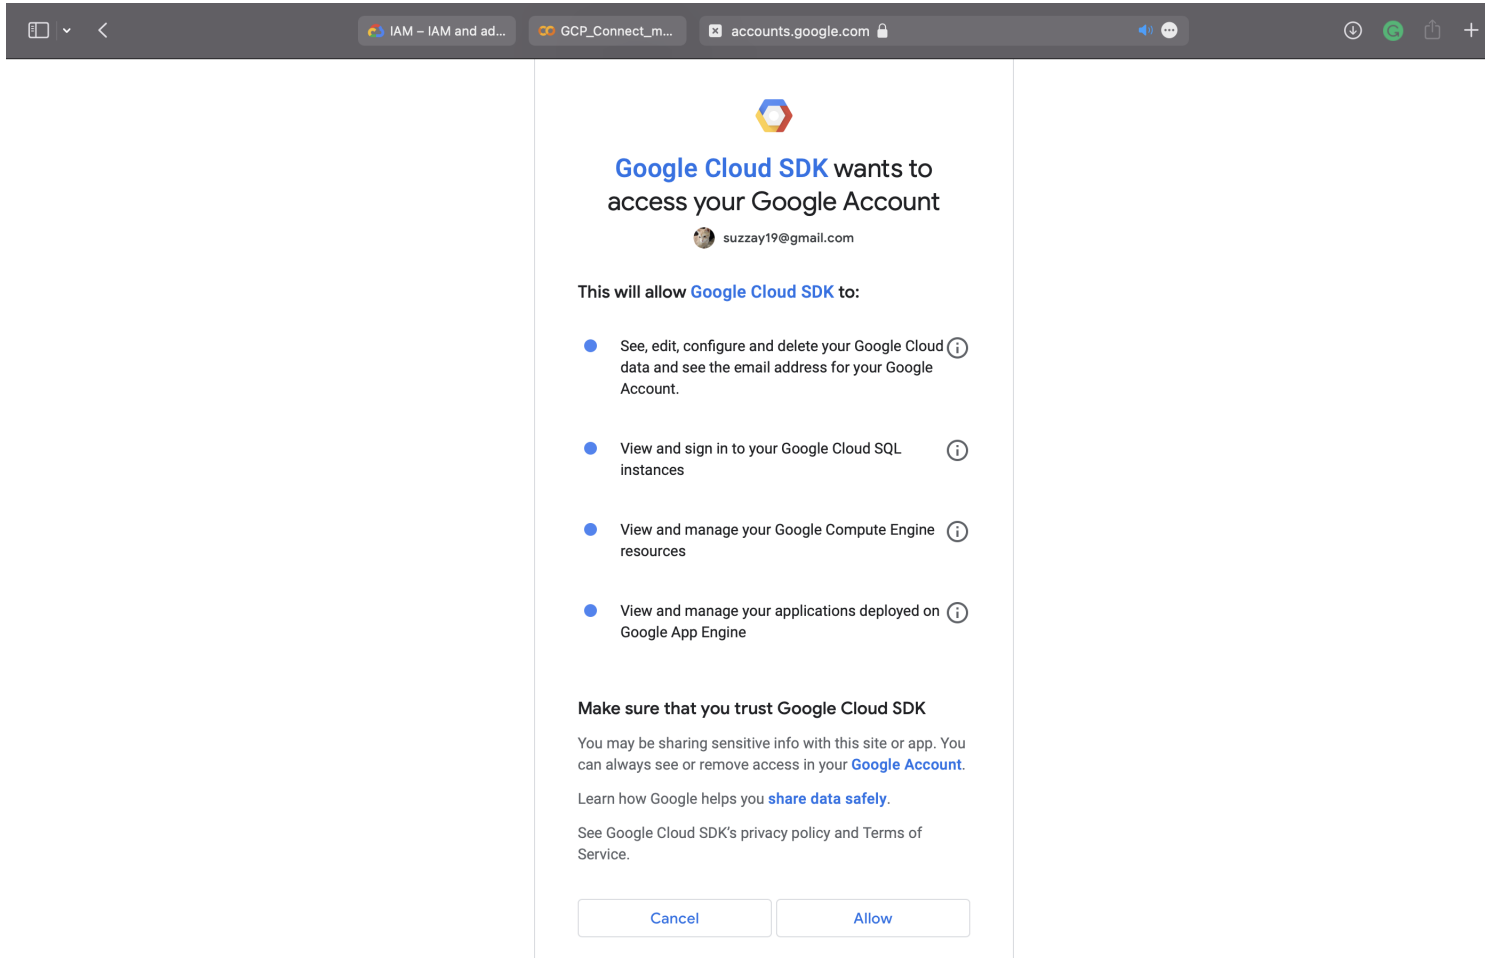 IAM – IAM and ad...
GCP_Connect_m...
accounts.google.com
Google Cloud SDK wants to
access your Google Account
suzzay19@gmail.com
This will allow Google Cloud SDK to:
See, edit, configure and delete your Google Cloud
data and see the email address for your Google
Account.
View and sign in to your Google Cloud SQL
instances
View and manage your Google Compute Engine
resources
View and manage your applications deployed on
Google App Engine
Make sure that you trust Google Cloud SDK
You may be sharing sensitive info with this site or app. You
can always see or remove access in your Google Account.
Learn how Google helps you share data safely.
See Google Cloud SDK's privacy policy and Terms of
Service.
Cancel
Allow